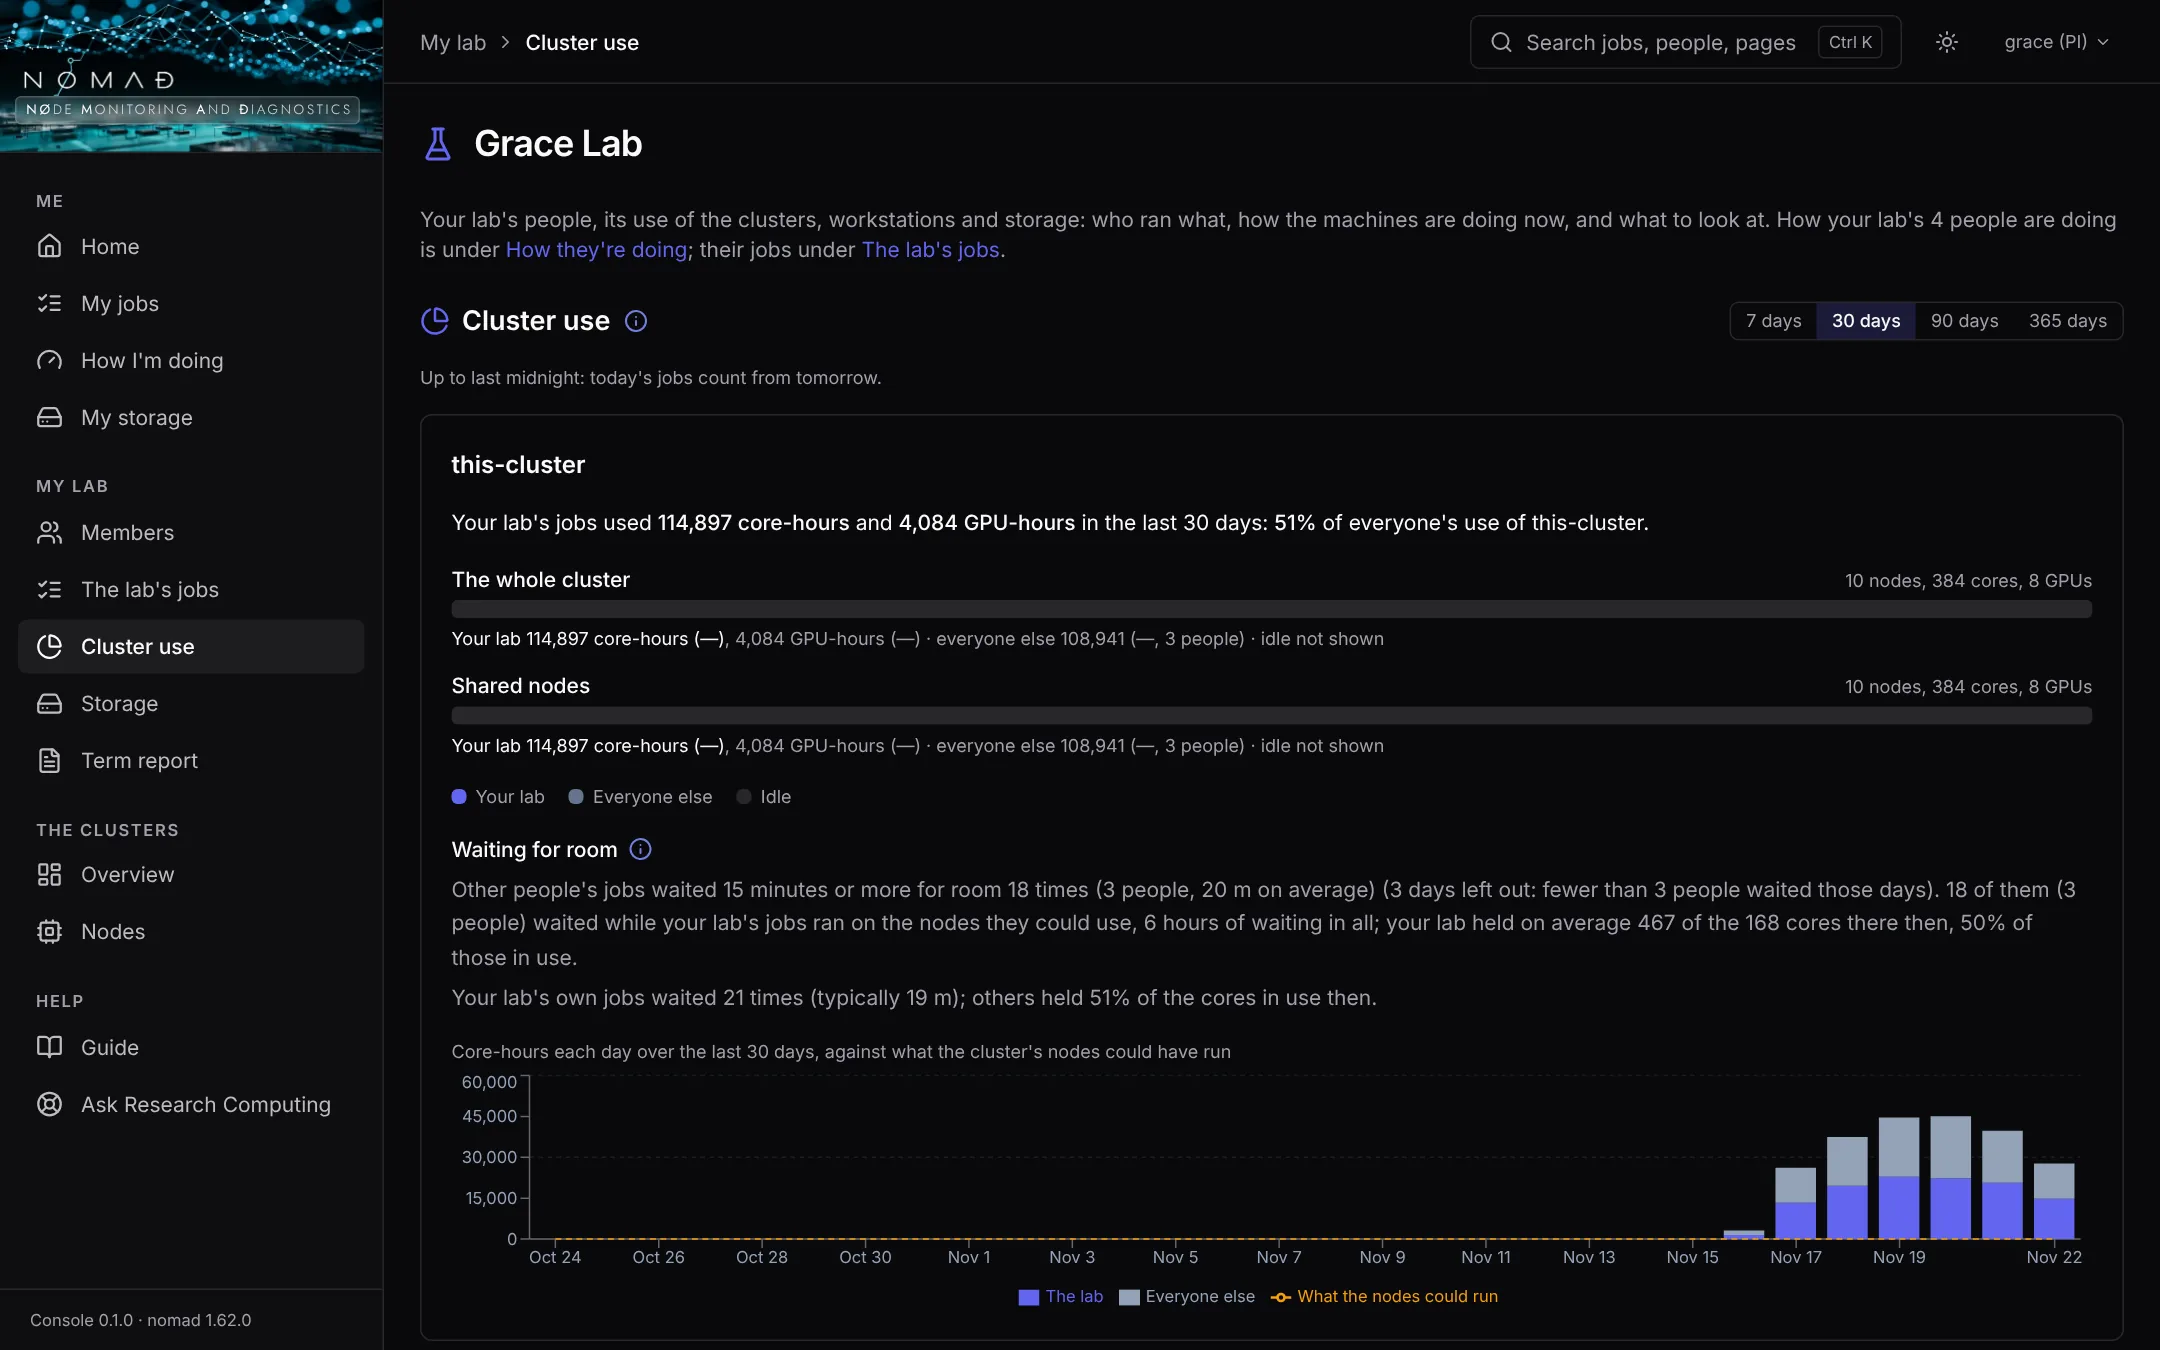 NØMAÐ
NØDE MONITORING AND ÐIAGNOSTICS
ME
Home
My jobs
How I'm doing
My storage
MY LAB
Members
The lab's jobs
Cluster use
Storage
Term report
THE CLUSTERS
Overview
Nodes
HELP
Guide
Ask Research Computing
Console 0.1.0 · nomad 1.62.0
My lab > Cluster use
Search jobs, people, pages Ctrl K
grace (PI)
Grace Lab
Your lab's people, its use of the clusters, workstations and storage: who ran what, how the machines are doing now, and what to look at. How your lab's 4 people are doing
is under How they're doing; their jobs under The lab's jobs.
Cluster use
7 days 30 days 90 days 365 days
Up to last midnight: today's jobs count from tomorrow.
this-cluster
Your lab's jobs used 114,897 core-hours and 4,084 GPU-hours in the last 30 days: 51% of everyone's use of this-cluster.
The whole cluster 10 nodes, 384 cores, 8 GPUs
Your lab 114,897 core-hours (—), 4,084 GPU-hours (—) · everyone else 108,941 (—, 3 people) · idle not shown
Shared nodes 10 nodes, 384 cores, 8 GPUs
Your lab 114,897 core-hours (—), 4,084 GPU-hours (—) · everyone else 108,941 (—, 3 people) · idle not shown
Your lab Everyone else Idle
Waiting for room
Other people's jobs waited 15 minutes or more for room 18 times (3 people, 20 m on average) (3 days left out: fewer than 3 people waited those days). 18 of them (3
people) waited while your lab's jobs ran on the nodes they could use, 6 hours of waiting in all; your lab held on average 467 of the 168 cores there then, 50% of
those in use.
Your lab's own jobs waited 21 times (typically 19 m); others held 51% of the cores in use then.
Core-hours each day over the last 30 days, against what the cluster's nodes could have run
60,000
45,000
30,000
15,000
0
Oct 24 Oct 26 Oct 28 Oct 30 Nov 1 Nov 3 Nov 5 Nov 7 Nov 9 Nov 11 Nov 13 Nov 15 Nov 17 Nov 19 Nov 22
The lab Everyone else What the nodes could run